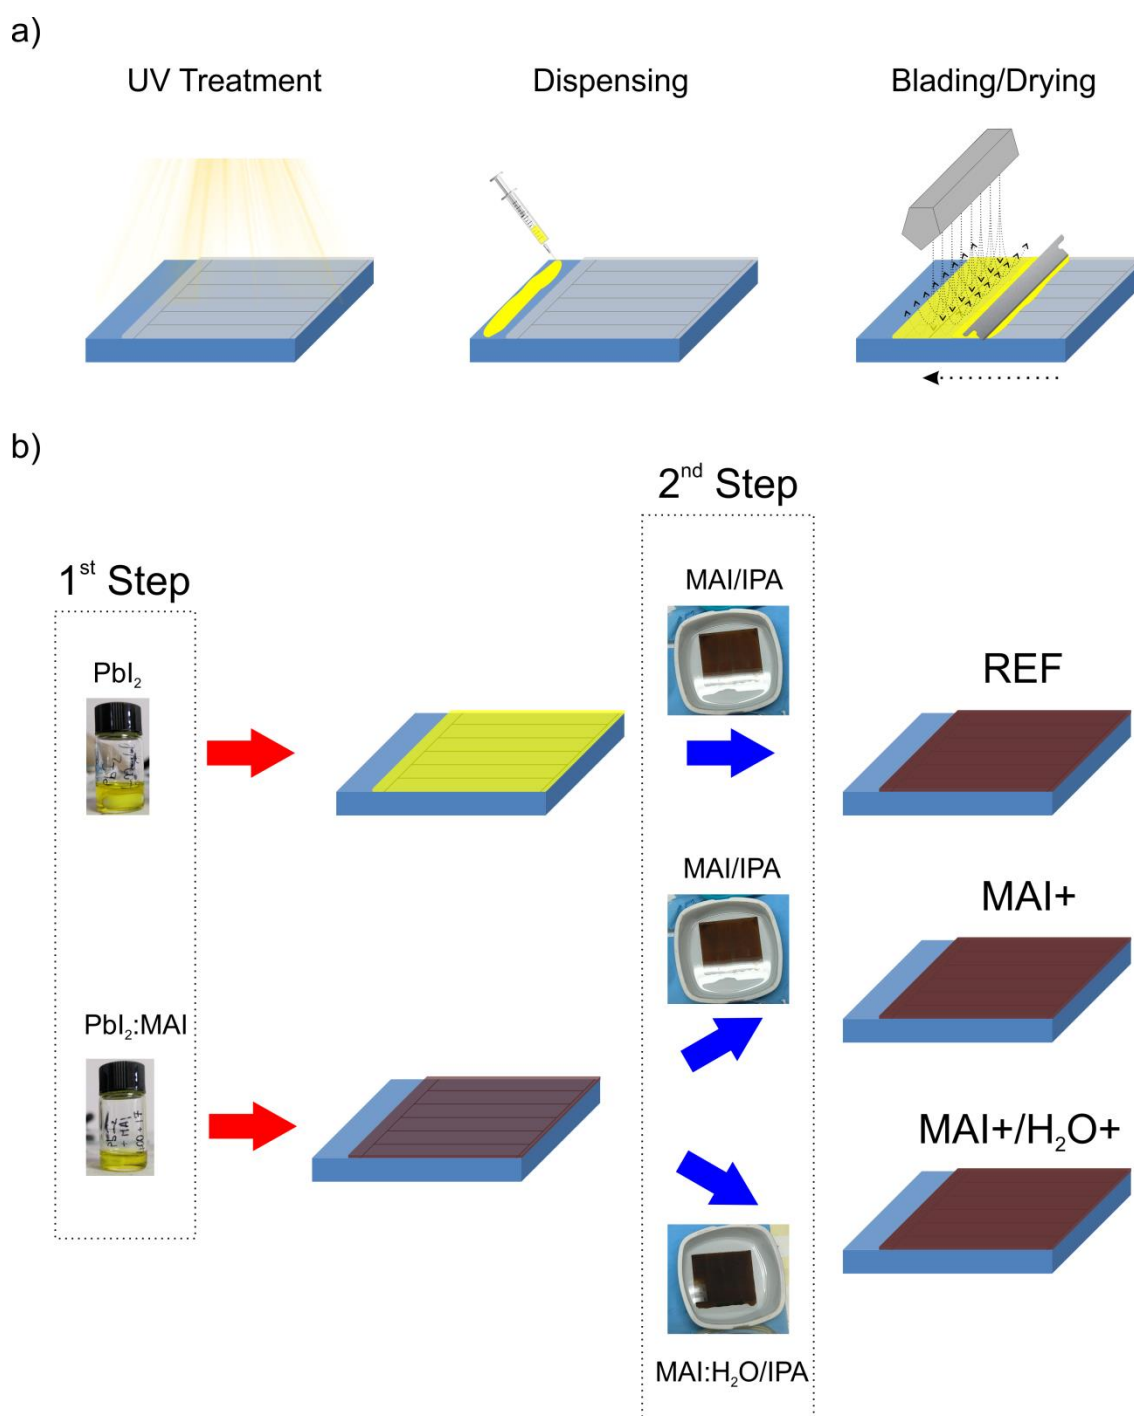 a)
UV Treatment
Dispensing
Blading/Drying
b)
2nd Step
1st Step
MAI/IPA
PbI₂
REF
MAI/IPA
MAI+
PbI₂:MAI
+ MAI
MAI+/H₂O+
MAI:H₂O/IPA